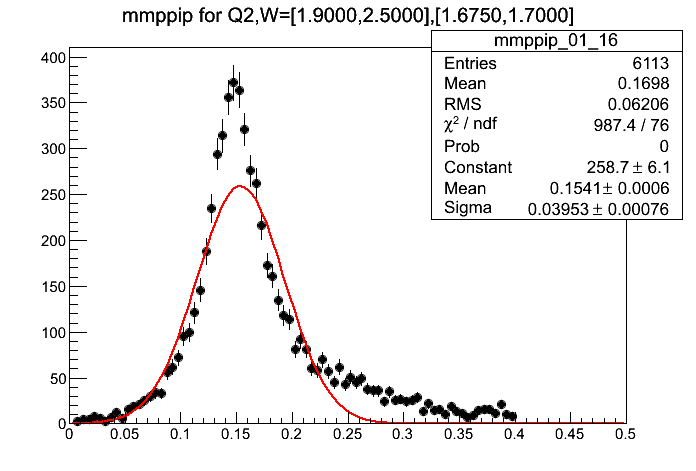 mmppip for Q2,W=[1.9000,2.5000],[1.6750,1.7000]
mmppip_01_16
Entries 6113
Mean 0.1698
RMS 0.06206
χ² / ndf 987.4 / 76
Prob 0
Constant 258.7 ± 6.1
Mean 0.1541 ± 0.0006
Sigma 0.03953 ± 0.00076
400
350
300
250
200
150
100
50
0
0 0.05 0.1 0.15 0.2 0.25 0.3 0.35 0.4 0.45 0.5